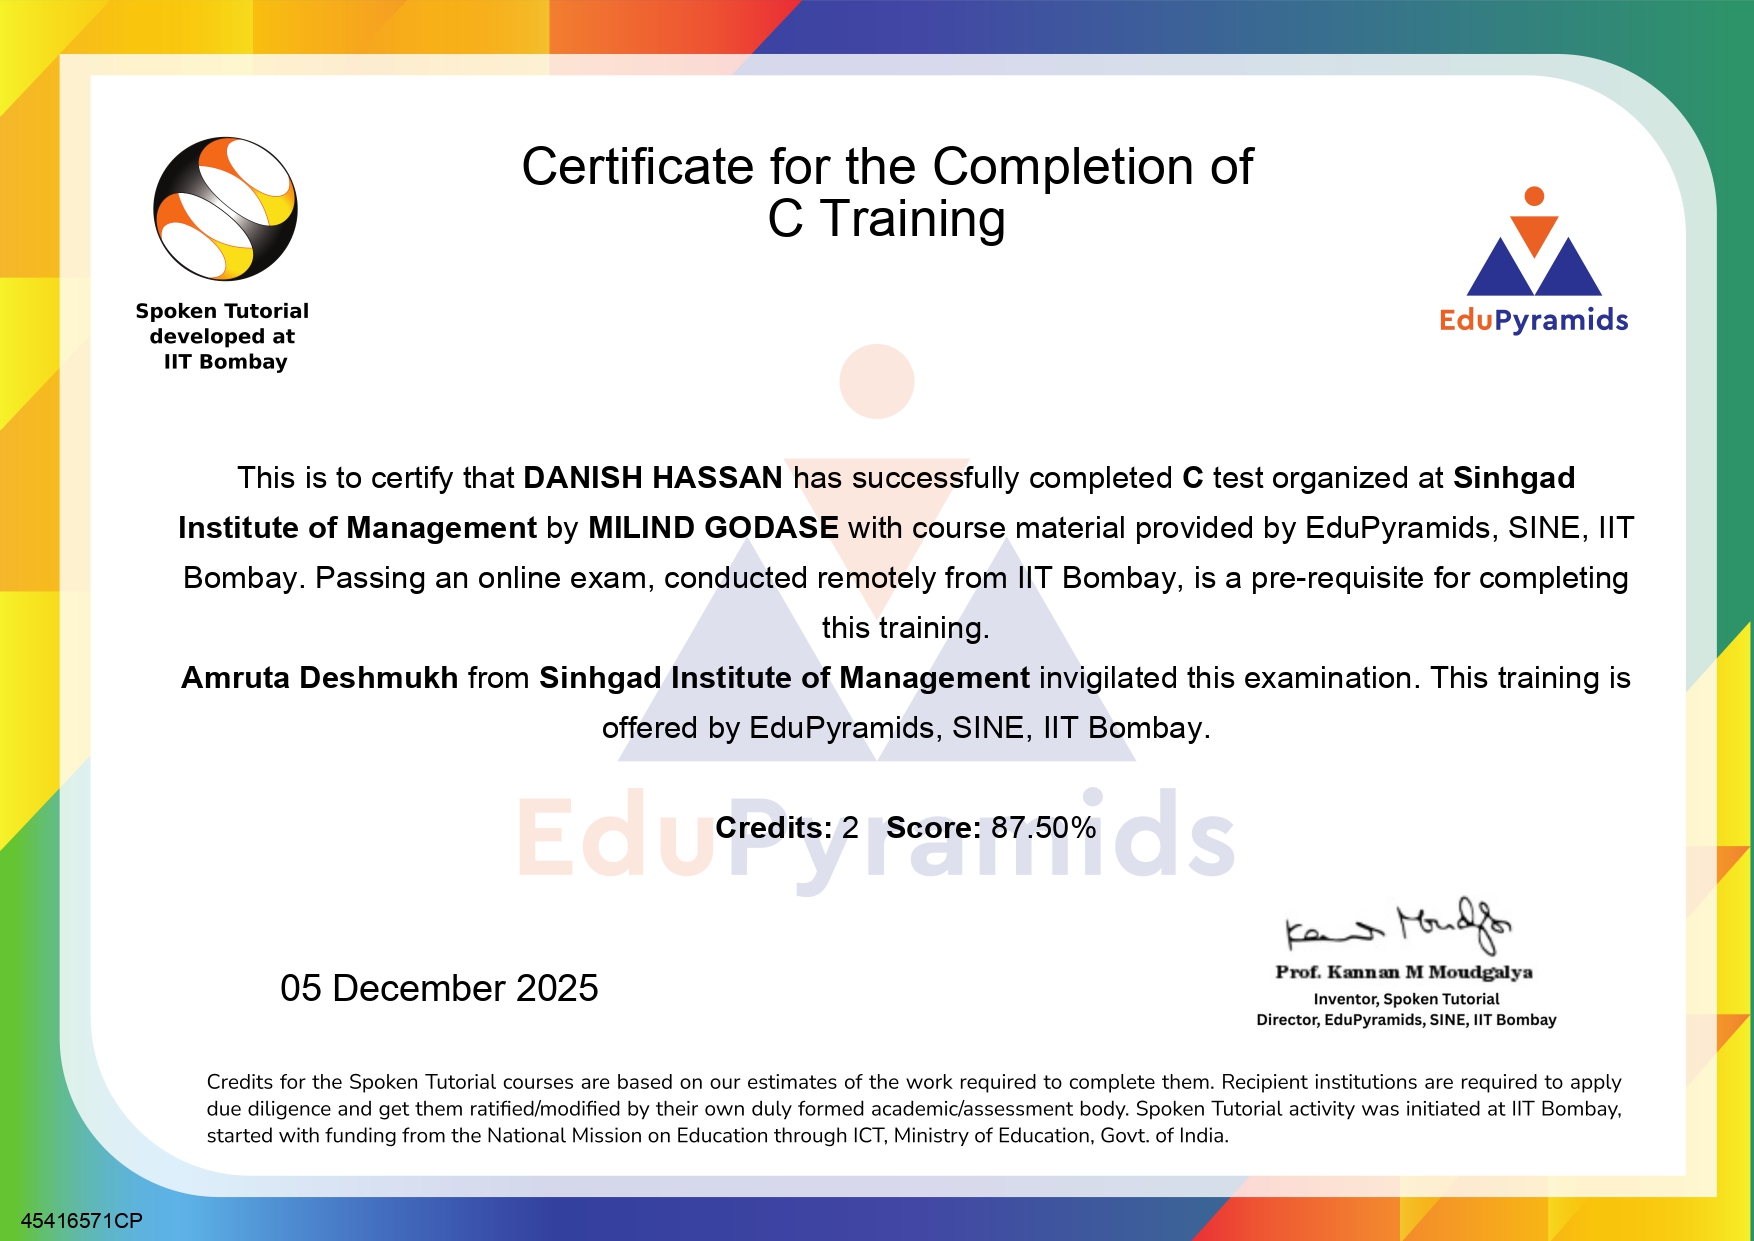 Certificate for the Completion of
C Training
Spoken Tutorial
developed at
IIT Bombay
EduPyramids
This is to certify that DANISH HASSAN has successfully completed C test organized at Sinhgad
Institute of Management by MILIND GODASE with course material provided by EduPyramids, SINE, IIT
Bombay. Passing an online exam, conducted remotely from IIT Bombay, is a pre-requisite for completing
this training.
Amruta Deshmukh from Sinhgad Institute of Management invigilated this examination. This training is
offered by EduPyramids, SINE, IIT Bombay.
EduPyramids
Credits: 2 Score: 87.50%
Kannan Moudgalya
Prof. Kannan M Moudgalya
Inventor, Spoken Tutorial
Director, EduPyramids, SINE, IIT Bombay
05 December 2025
Credits for the Spoken Tutorial courses are based on our estimates of the work required to complete them. Recipient institutions are required to apply
due diligence and get them ratified/modified by their own duly formed academic/assessment body. Spoken Tutorial activity was initiated at IIT Bombay,
started with funding from the National Mission on Education through ICT, Ministry of Education, Govt. of India.
45416571CP